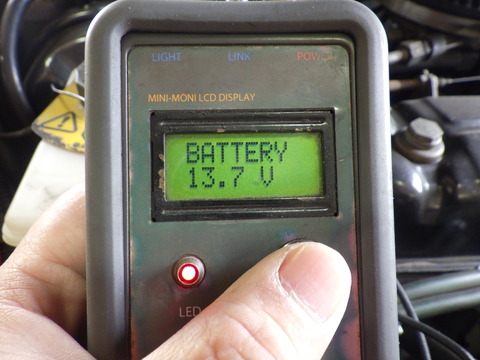 LIGHT LINK POWER
MINI-MONI LCD DISPLAY
BATTERY
13.7 V
LED